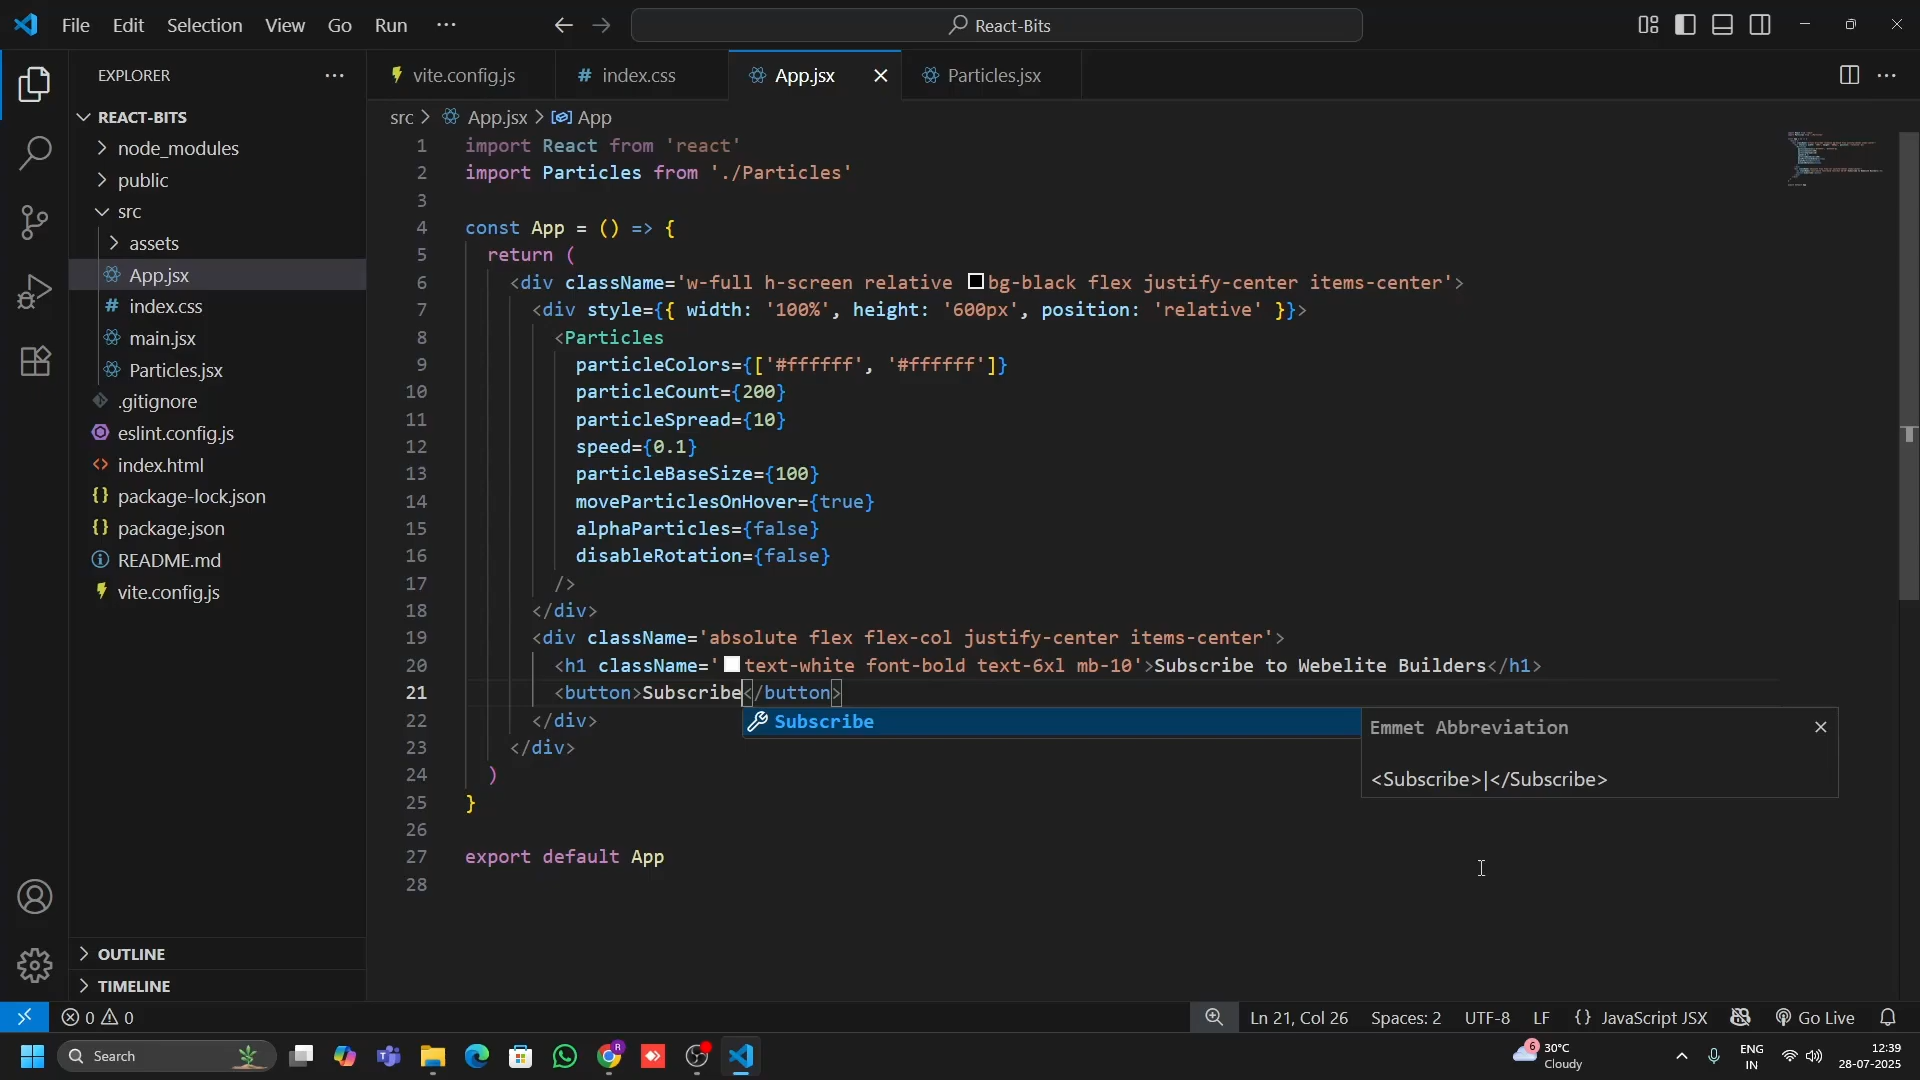 File Edit Selection View Go Run ···
React-Bits
EXPLORER
vite.config.js
index.css
App.jsx
Particles.jsx
src > App.jsx > App
REACT-BITS
node_modules
public
src
assets
App.jsx
index.css
main.jsx
Particles.jsx
.gitignore
eslint.config.js
index.html
package-lock.json
package.json
README.md
vite.config.js
OUTLINE
TIMELINE
1 import React from 'react'
2 import Particles from './Particles'
3
4 const App = () => {
5 return (
6 <div className='w-full h-screen relative bg-black flex justify-center items-center'>
7 <div style={{ width: '100%', height: '600px', position: 'relative' }}>
8 <Particles
9 particleColors={['#ffffff', '#ffffff']}
10 particleCount={200}
11 particleSpread={10}
12 speed={0.1}
13 particleBaseSize={100}
14 moveParticlesOnHover={true}
15 alphaParticles={false}
16 disableRotation={false}
17 />
18 </div>
19 <div className='absolute flex flex-col justify-center items-center'>
20 <h1 className='text-white font-bold text-6xl mb-10'>Subscribe to Webelite Builders</h1>
21 <button>Subscribe</button>
22 </div>
23 </div>
24 )
25 }
26
27 export default App
28
Subscribe
Emmet Abbreviation
<Subscribe>|</Subscribe>
0 0
Ln 21, Col 26 Spaces: 2 UTF-8 LF {} JavaScript JSX Go Live
Search
R
6
30°C
Cloudy
ENG
IN
12:39
28-07-2025